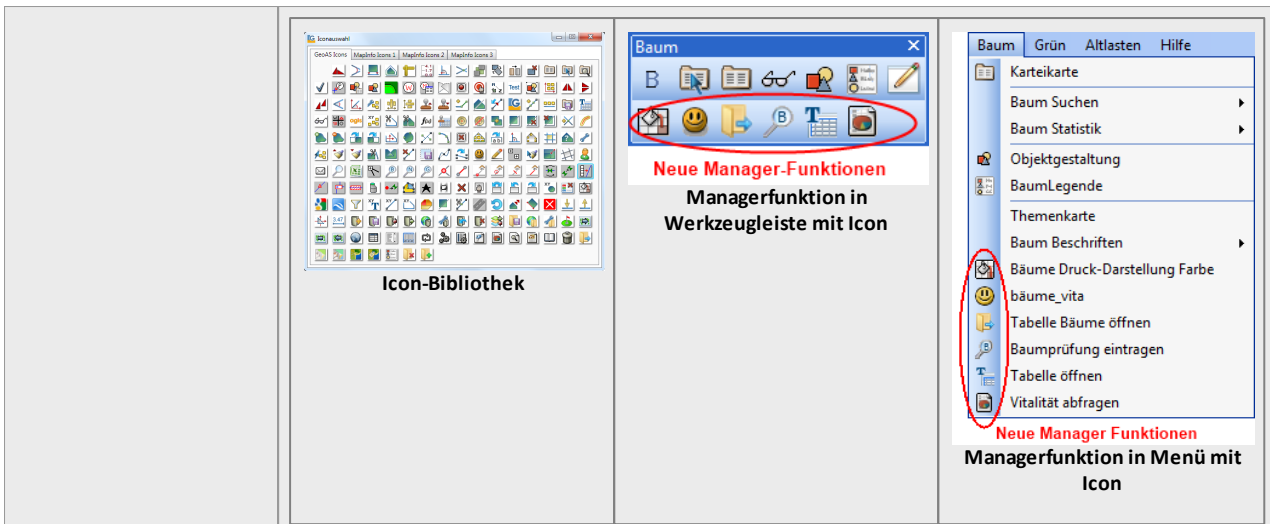 Iconauswahl
GeoAS Icons MapInfo Icons 1 MapInfo Icons 2 MapInfo Icons 3
Icon-Bibliothek
Baum
B
Neue Manager-Funktionen
Managerfunktion in
Werkzeugleiste mit Icon
Baum Grün Altlasten Hilfe
Karteikarte
Baum Suchen
Baum Statistik
Objektgestaltung
BaumLegende
Themenkarte
Baum Beschriften
Bäume Druck-Darstellung Farbe
bäume_vita
Tabelle Bäume öffnen
Baumprüfung eintragen
Tabelle öffnen
Vitalität abfragen
Neue Manager Funktionen
Managerfunktion in Menü mit
Icon